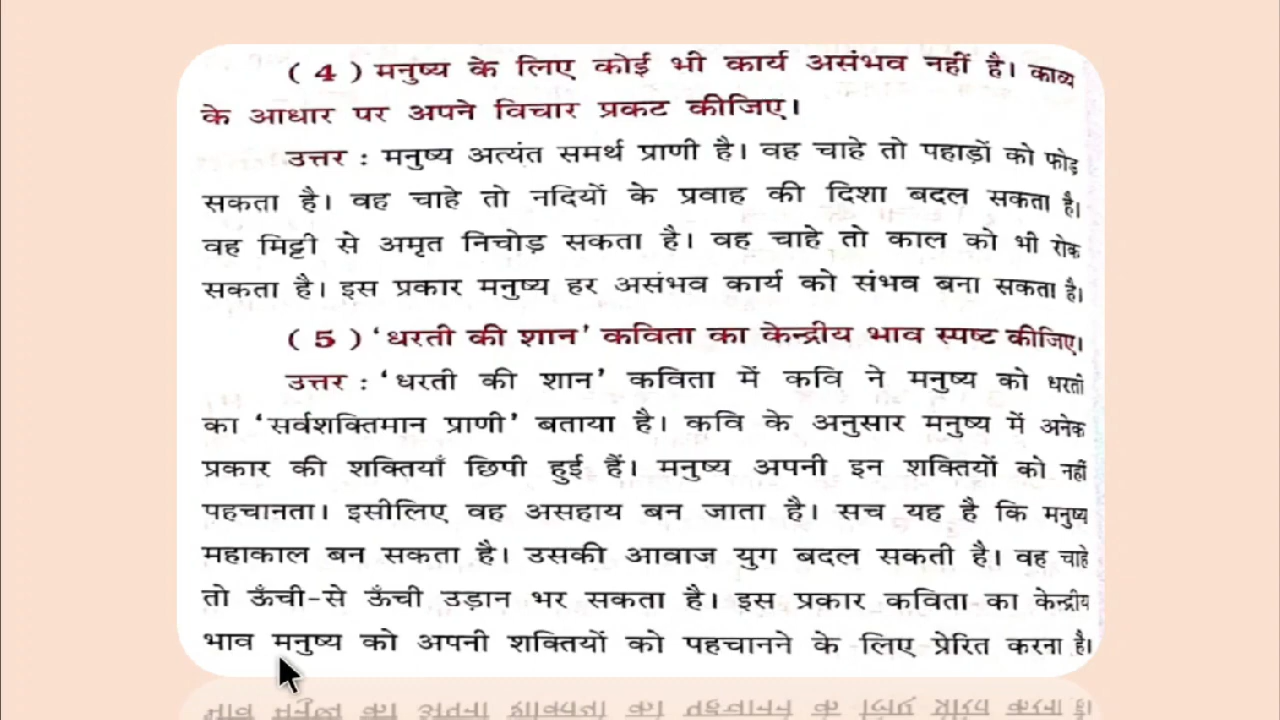 ( 4 ) मनुष्य के लिए कोई भी कार्य असंभव नहीं है। काव्य
के आधार पर अपने विचार प्रकट कीजिए।
उत्तर : मनुष्य अत्यंत समर्थ प्राणी है। वह चाहे तो पहाड़ों को फोड़
सकता है। वह चाहे तो नदियों के प्रवाह की दिशा बदल सकता है।
वह मिट्टी से अमृत निचोड़ सकता है। वह चाहे तो काल को भी रोक
सकता है। इस प्रकार मनुष्य हर असंभव कार्य को संभव बना सकता है।
( 5 ) ‘धरती की शान’ कविता का केन्द्रीय भाव स्पष्ट कीजिए।
उत्तर : ‘धरती की शान’ कविता में कवि ने मनुष्य को धरती
का ‘सर्वशक्तिमान प्राणी’ बताया है। कवि के अनुसार मनुष्य में अनेक
प्रकार की शक्तियाँ छिपी हुई हैं। मनुष्य अपनी इन शक्तियों को नहीं
पहचानता। इसीलिए वह असहाय बन जाता है। सच यह है कि मनुष्य
महाकाल बन सकता है। उसकी आवाज युग बदल सकती है। वह चाहे
तो ऊँची-से ऊँची उड़ान भर सकता है। इस प्रकार कविता का केन्द्रीय
भाव मनुष्य को अपनी शक्तियों को पहचानने के लिए प्रेरित करना है।